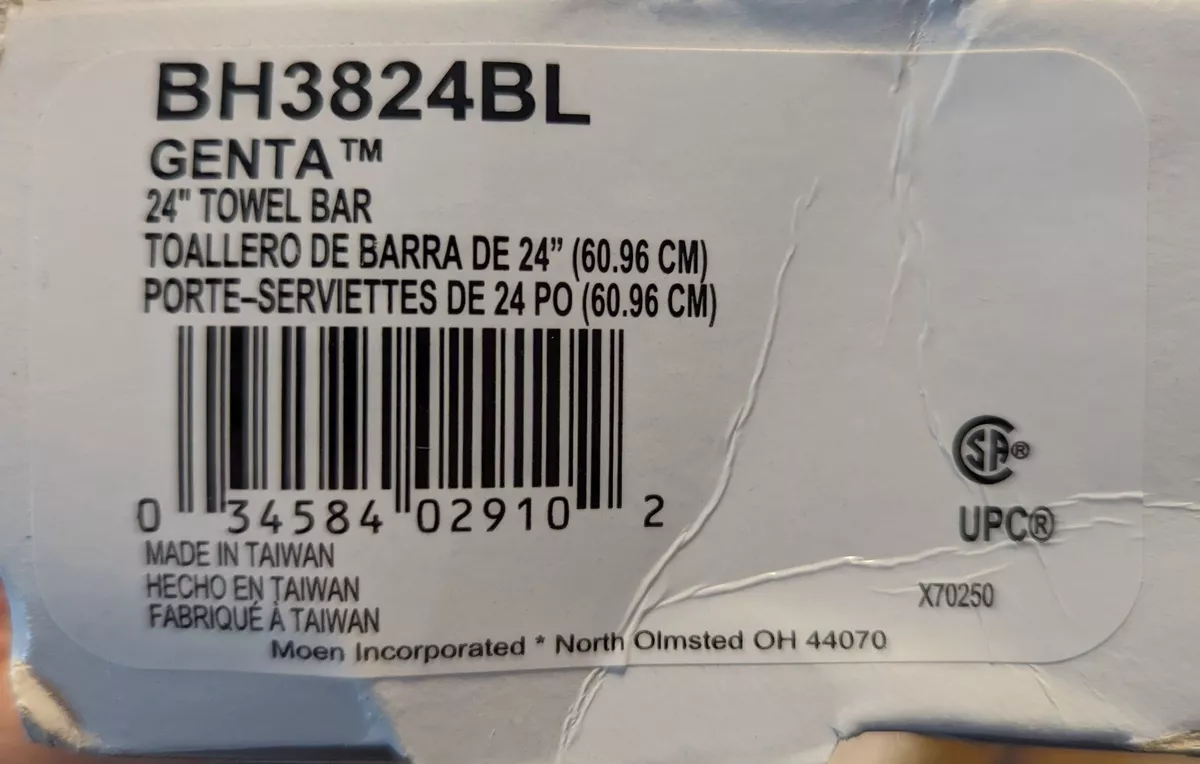 BH3824BL
GENTA™
24" TOWEL BAR
TOALLERO DE BARRA DE 24” (60.96 CM)
PORTE–SERVIETTES DE 24 PO (60.96 CM)
0 34584 02910 2
MADE IN TAIWAN
HECHO EN TAIWAN
FABRIQUÉ À TAIWAN
SA®
UPC®
X70250
Moen Incorporated * North Olmsted OH 44070